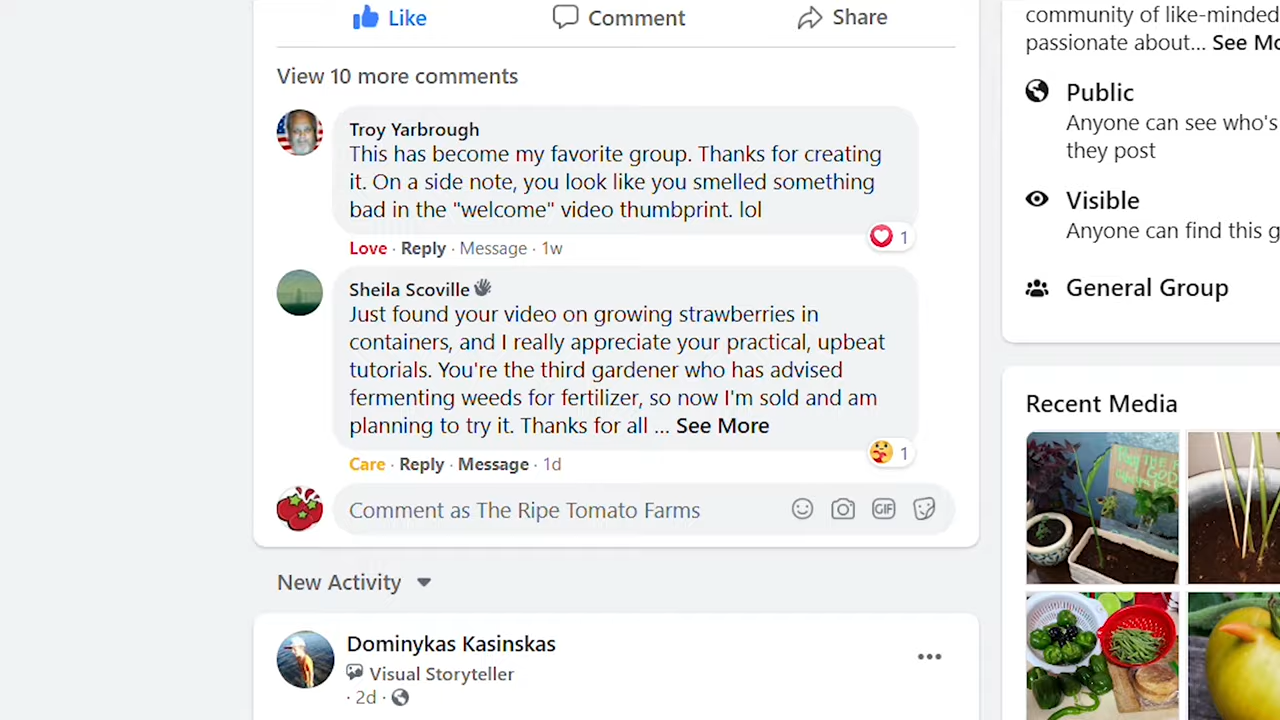 Like
Comment
Share
View 10 more comments
Troy Yarbrough
This has become my favorite group. Thanks for creating
it. On a side note, you look like you smelled something
bad in the "welcome" video thumbprint. lol
Love · Reply · Message · 1w
1
Sheila Scoville
Just found your video on growing strawberries in
containers, and I really appreciate your practical, upbeat
tutorials. You're the third gardener who has advised
fermenting weeds for fertilizer, so now I'm sold and am
planning to try it. Thanks for all ... See More
Care · Reply · Message · 1d
1
Comment as The Ripe Tomato Farms
GIF
New Activity
Dominykas Kasinskas
Visual Storyteller
· 2d ·
community of like-minded
passionate about... See Mo
Public
Anyone can see who's
they post
Visible
Anyone can find this g
General Group
Recent Media